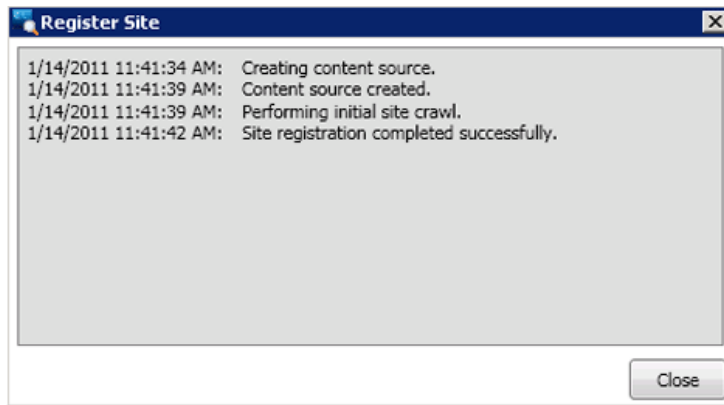 Register Site
1/14/2011 11:41:34 AM: Creating content source.
1/14/2011 11:41:39 AM: Content source created.
1/14/2011 11:41:39 AM: Performing initial site crawl.
1/14/2011 11:41:42 AM: Site registration completed successfully.
Close